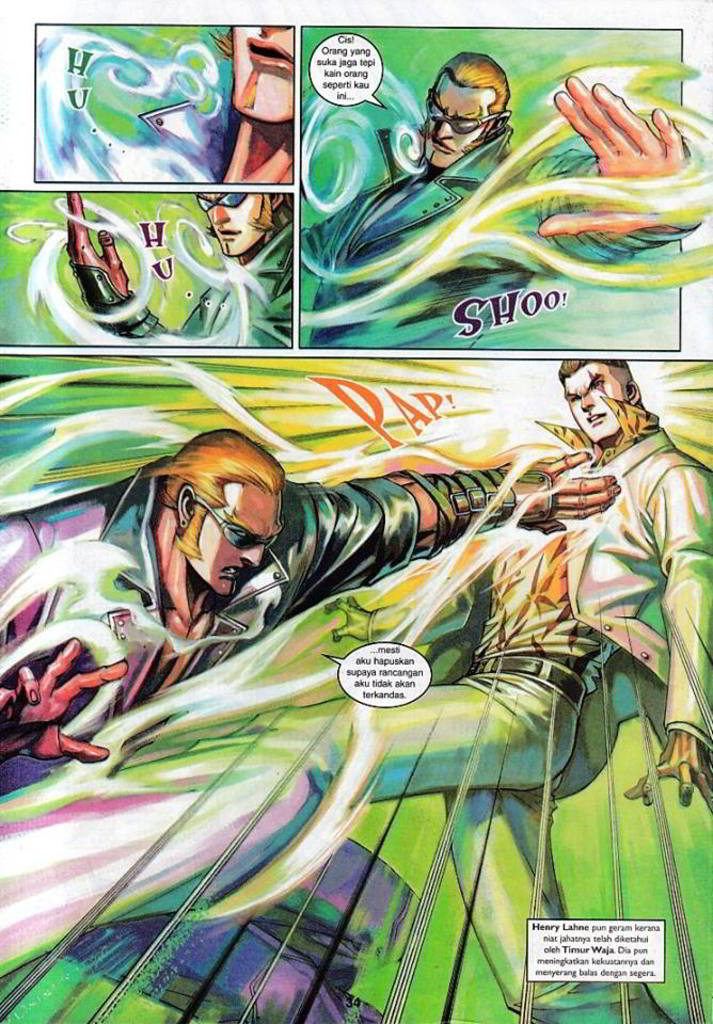 HU...
Cis!
Orang yang
suka jaga tepi
kain orang
seperti kau
ini...
HU...
SHOO!
PAP!
...mesti
aku hapuskan
supaya rancangan
aku tidak akan
terkandas.
Henry Lahne pun geram kerana
niat jahatnya telah diketahui
oleh Timur Waja. Dia pun
meningkatkan kekuatannya dan
menyerang balas dengan segera.
34